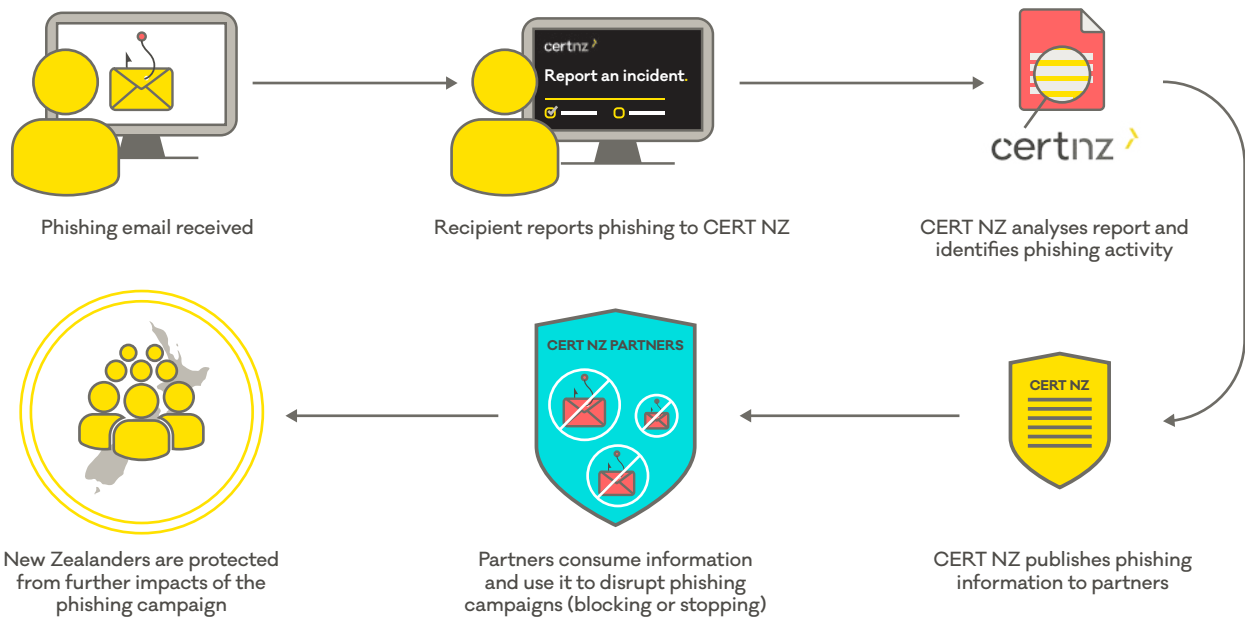 certnz
Report an incident.
certnz
Phishing email received
Recipient reports phishing to CERT NZ
CERT NZ analyses report and
identifies phishing activity
CERT NZ PARTNERS
CERT NZ
New Zealanders are protected
from further impacts of the
phishing campaign
Partners consume information
and use it to disrupt phishing
campaigns (blocking or stopping)
CERT NZ publishes phishing
information to partners